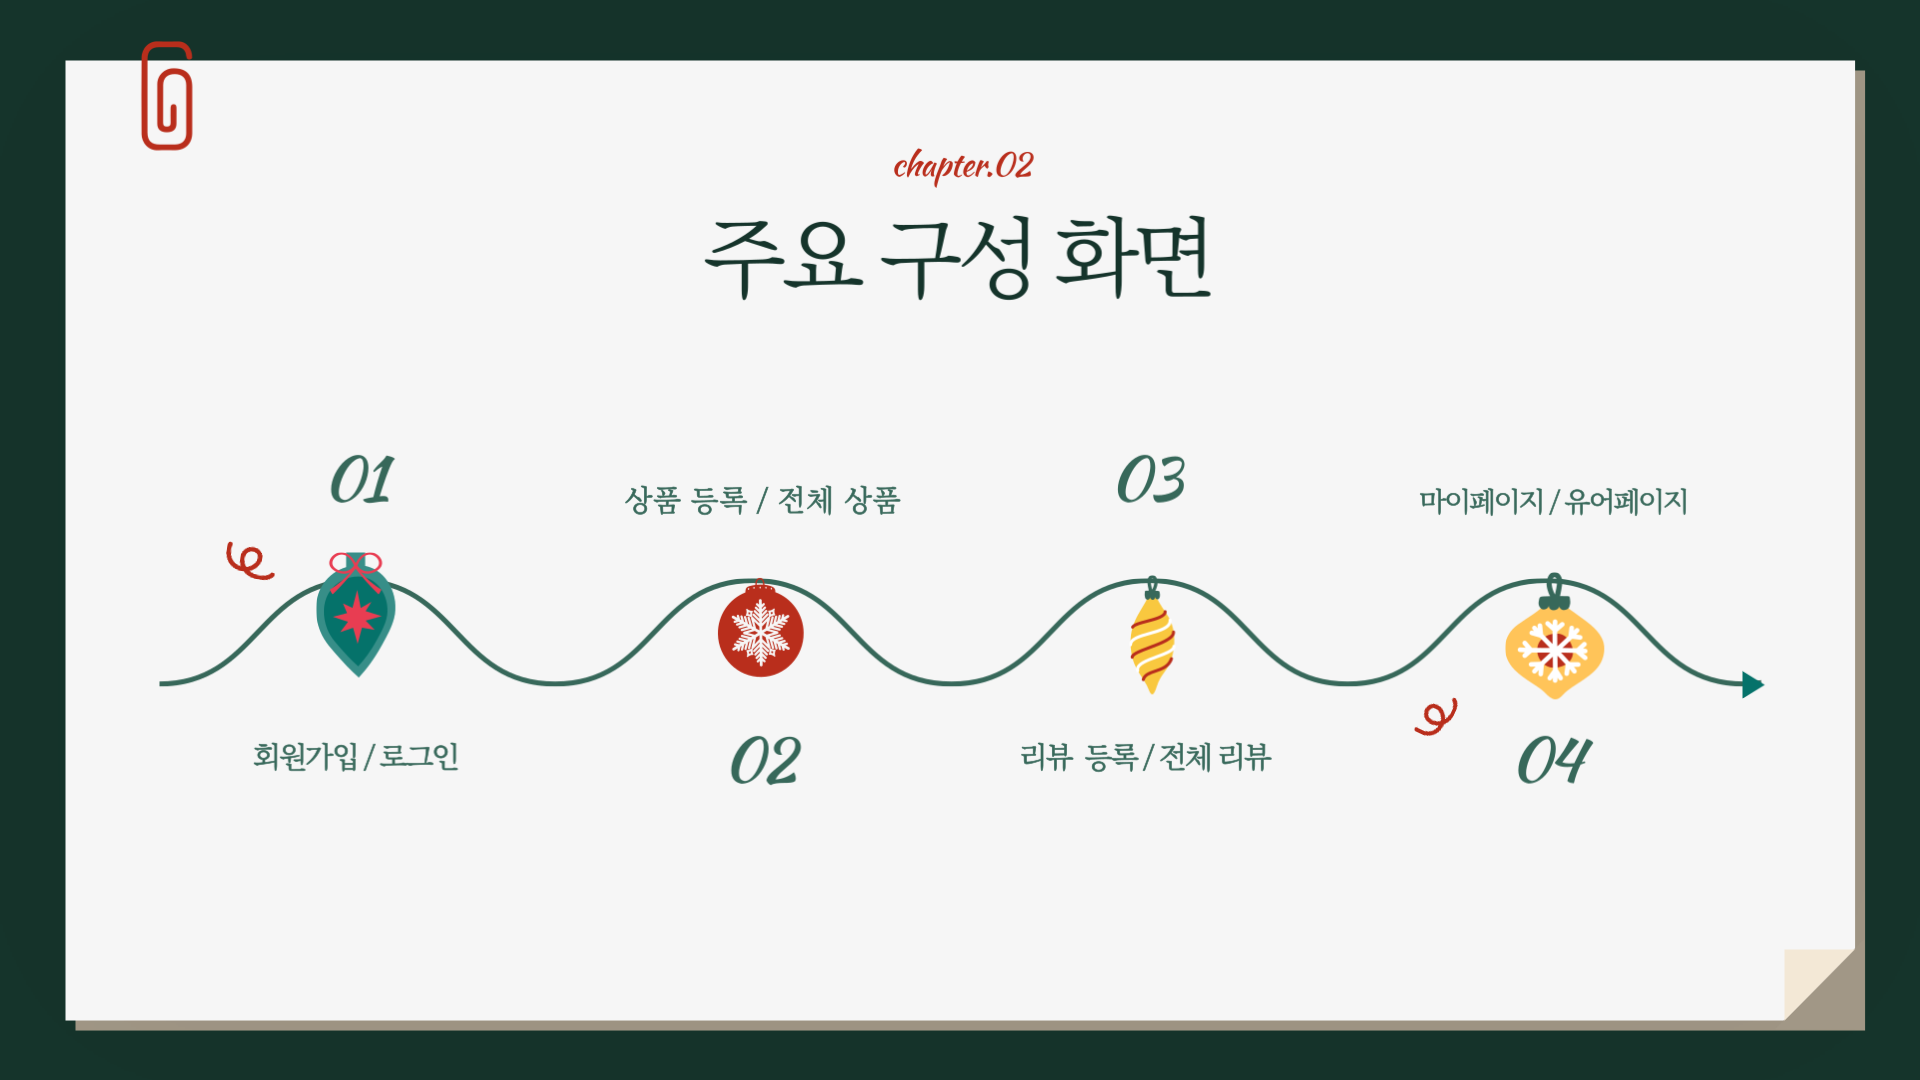 chapter.02
주요 구성 화면
01
회원가입 / 로그인
상품 등록 / 전체 상품
02
03
리뷰 등록 / 전체 리뷰
마이페이지 / 유어페이지
04